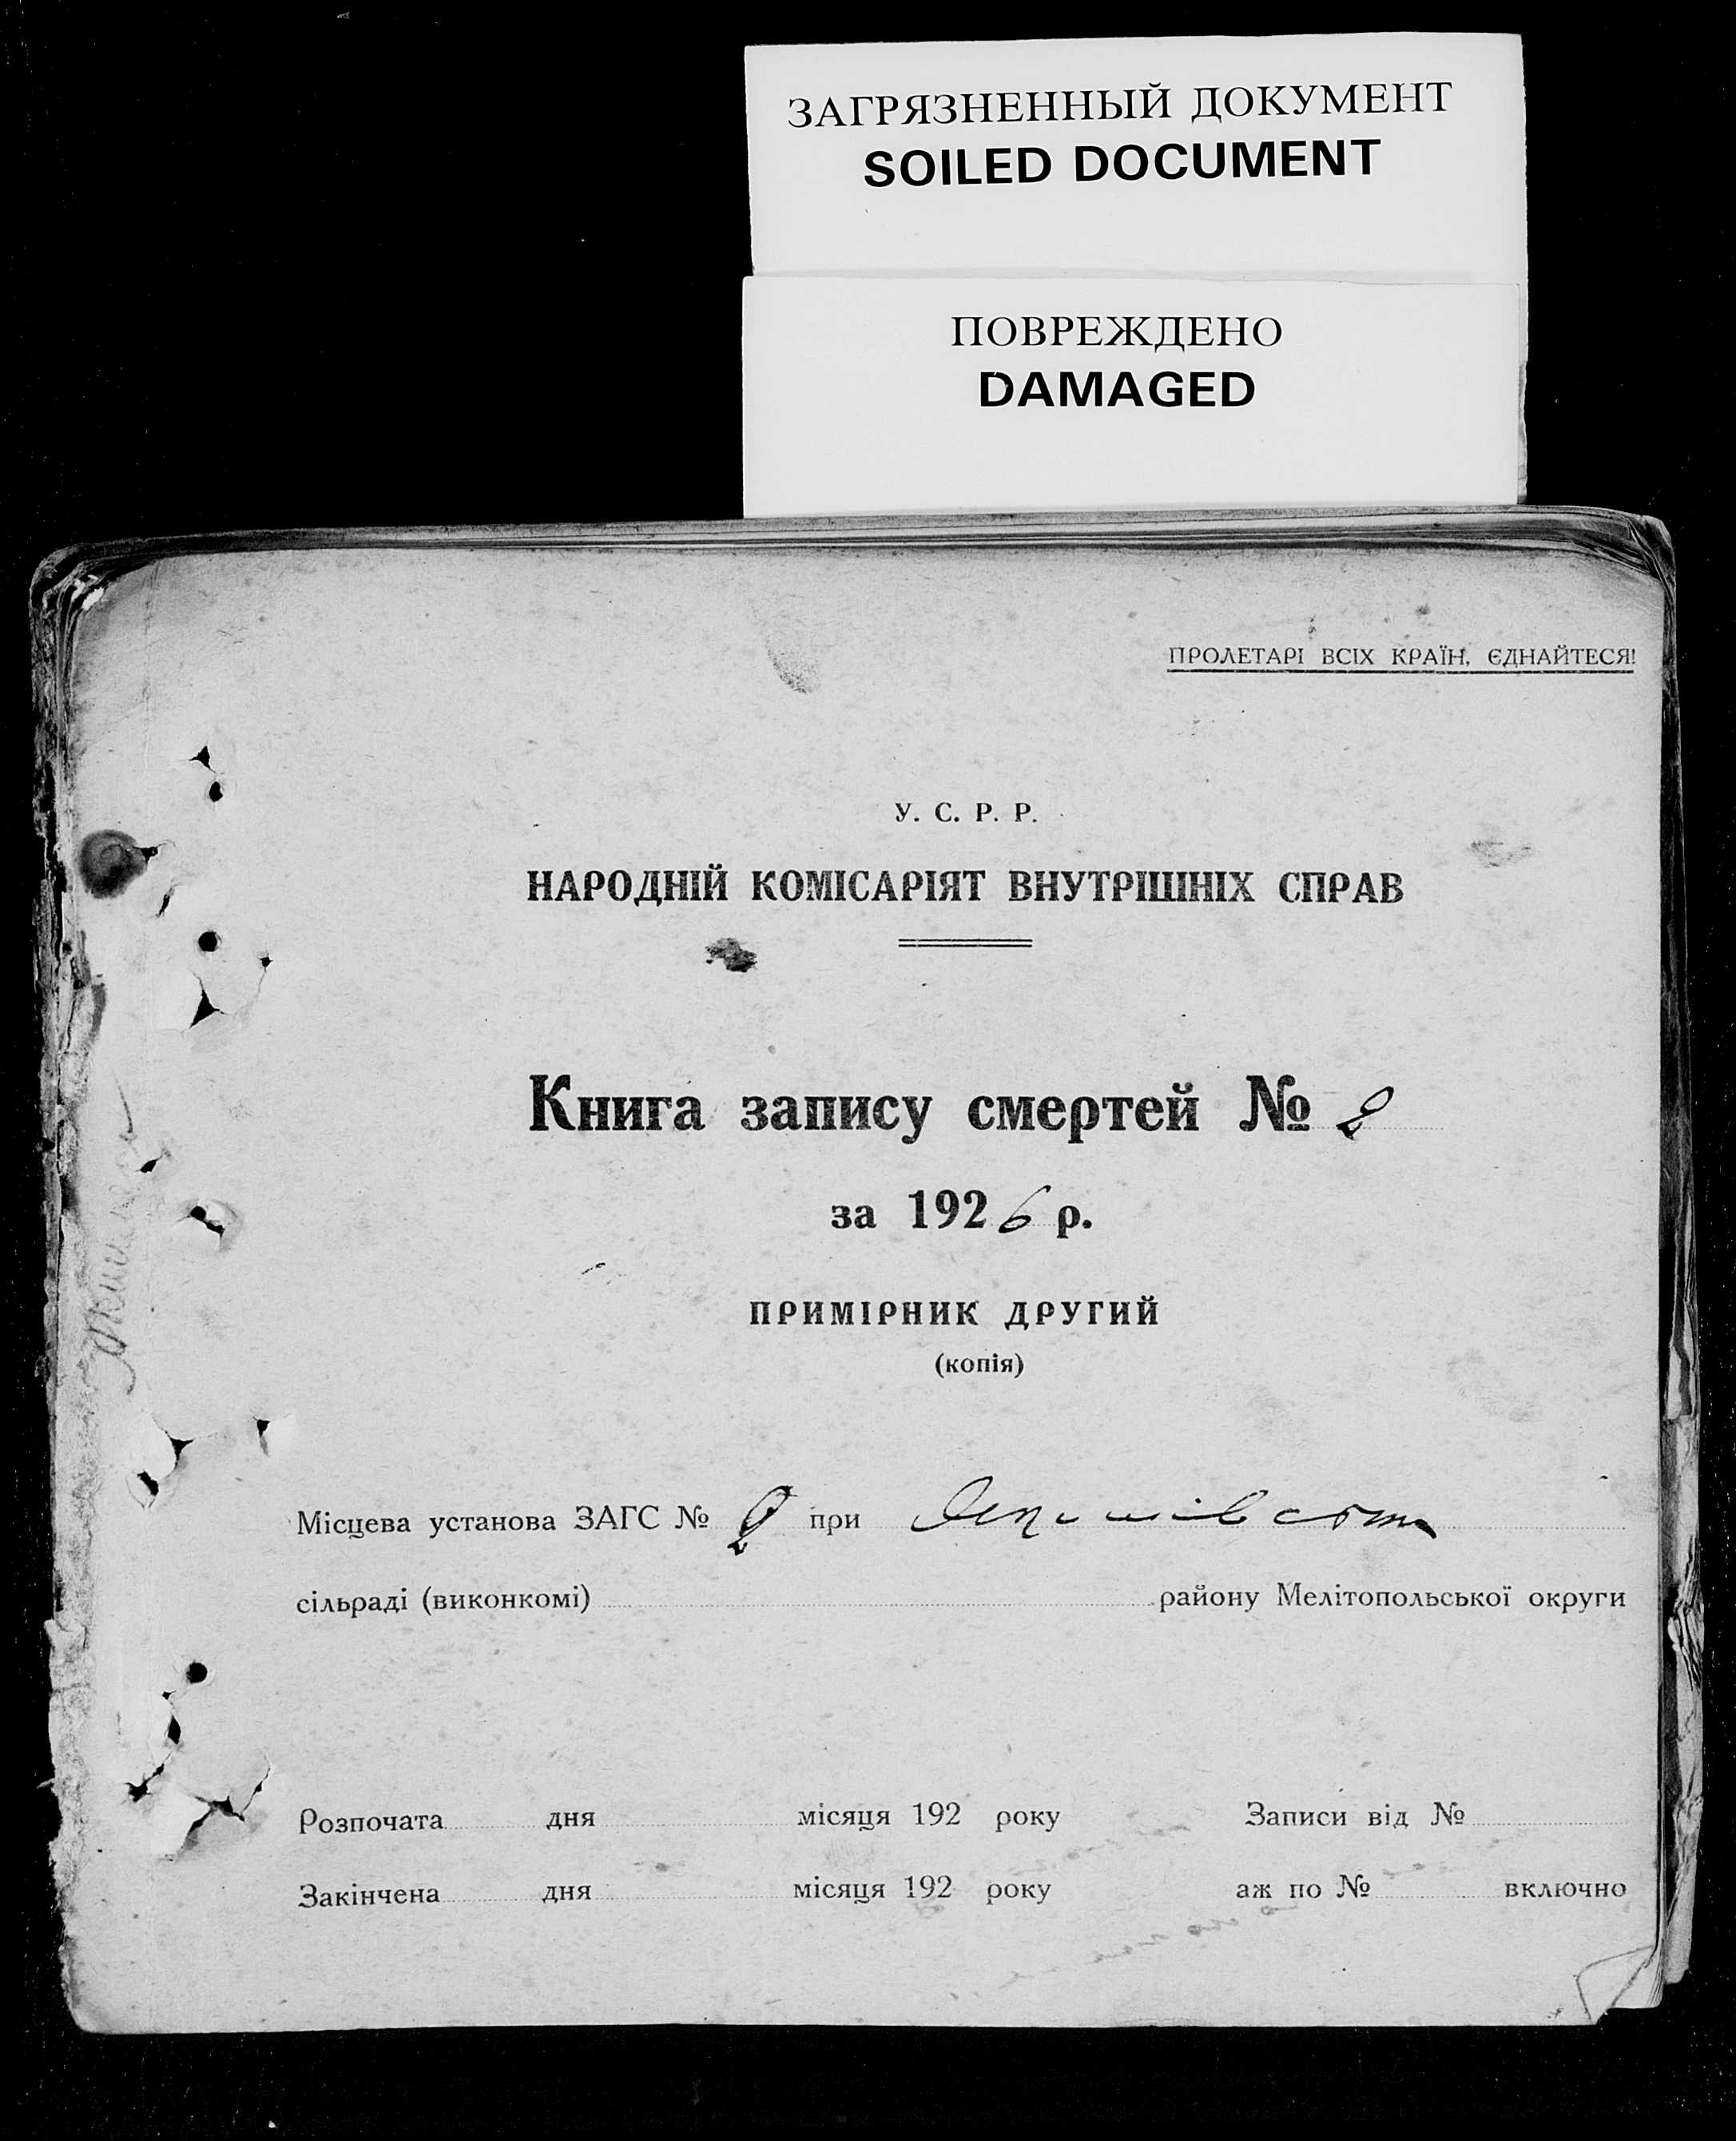 ЗАГРЯЗНЕННЫЙ ДОКУМЕНТ
SOILED DOCUMENT
ПОВРЕЖДЕНО
DAMAGED
ПРОЛЕТАРІ ВСІХ КРАЇН, ЄДНАЙТЕСЯ!
У. С. Р. Р.
НАРОДНІЙ КОМІСАРІЯТ ВНУТРІШНІХ СПРАВ
Книга запису смертей № 2
за 1926 р.
ПРИМІРНИК ДРУГИЙ
(копія)
Місцева установа ЗАГС № 2 при
сільраді (виконкомі) району Мелітопольської округи
Розпочата дня місяця 192 року Записи від №
Закінчена дня місяця 192 року аж по № включно